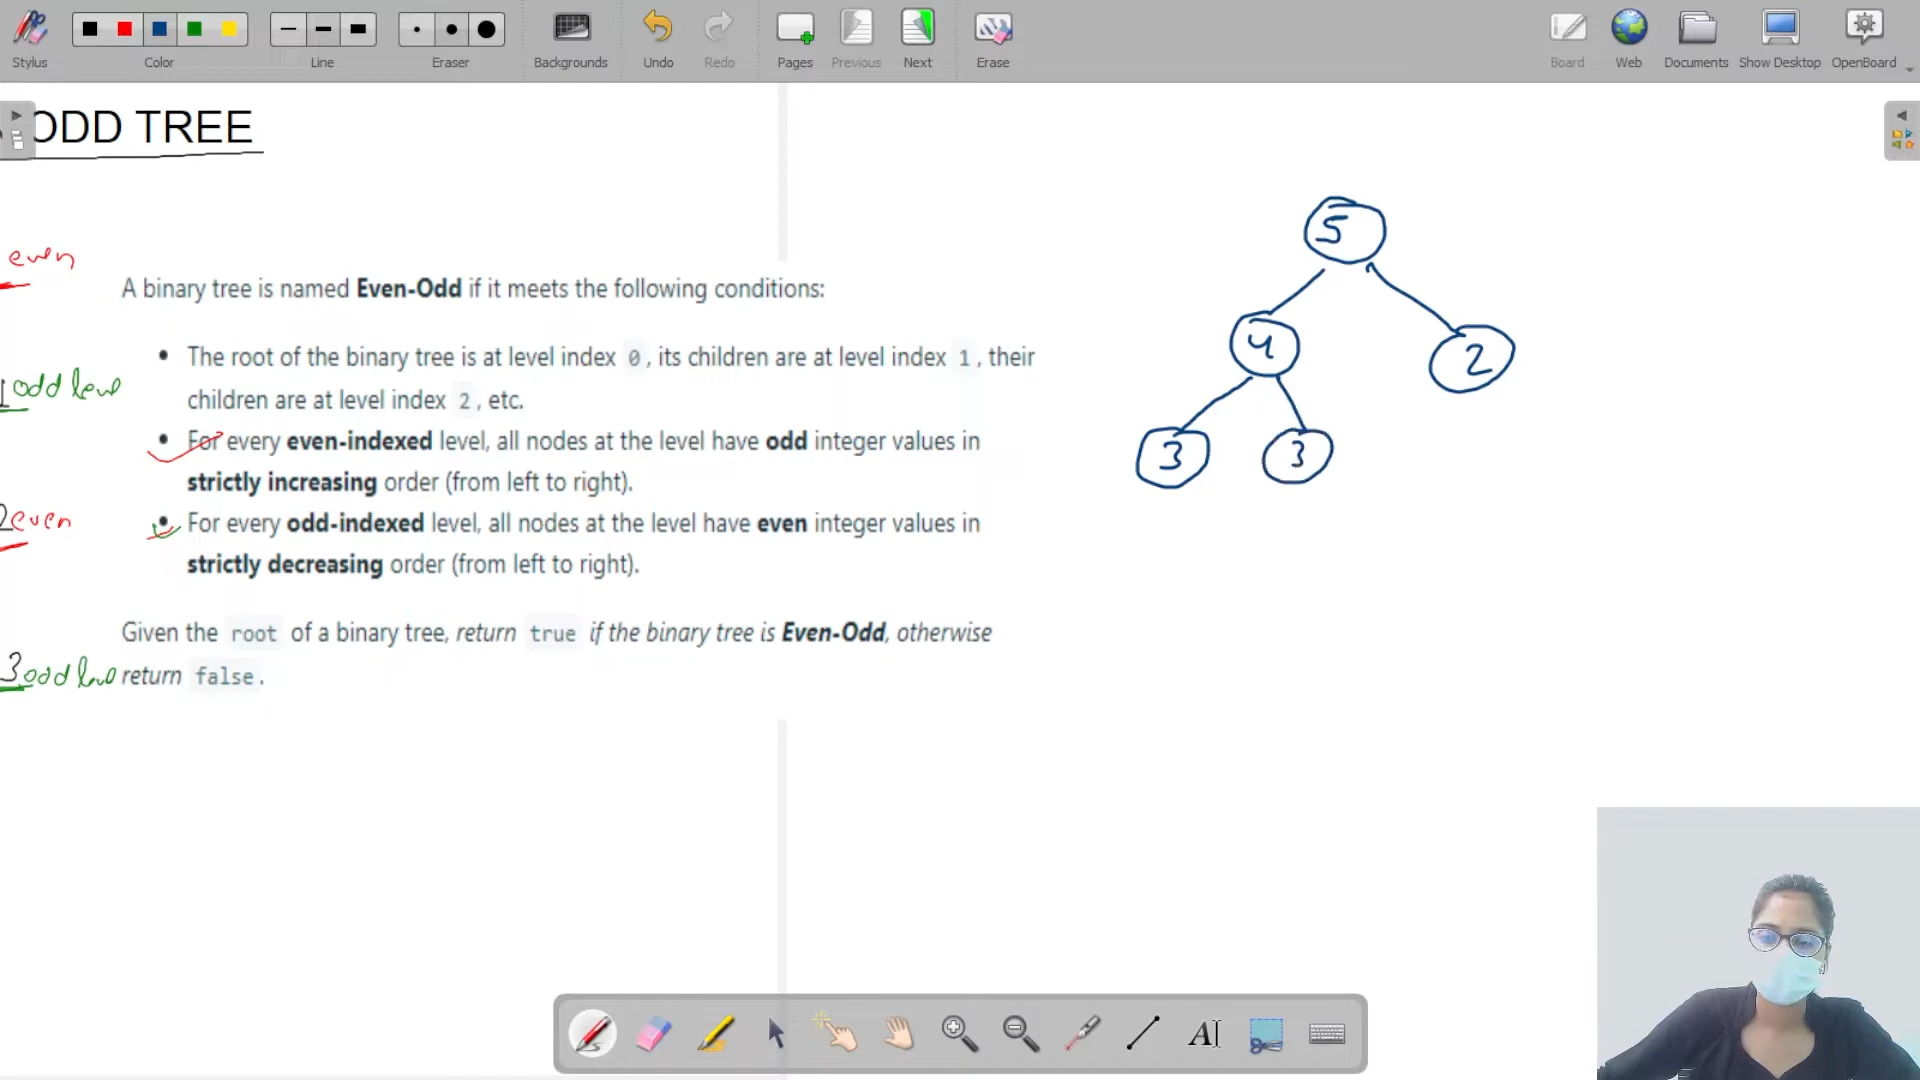 Stylus
Color
Line
Eraser
Backgrounds
Undo
Redo
Pages
Previous
Next
Erase
Board
Web
Documents
Show Desktop
OpenBoard
ODD TREE
even
1 odd level
2 even
3 odd level
A binary tree is named Even-Odd if it meets the following conditions:
• The root of the binary tree is at level index 0, its children are at level index 1, their
children are at level index 2, etc.
• For every even-indexed level, all nodes at the level have odd integer values in
strictly increasing order (from left to right).
• For every odd-indexed level, all nodes at the level have even integer values in
strictly decreasing order (from left to right).
Given the root of a binary tree, return true if the binary tree is Even-Odd, otherwise
return false.
5
4
2
3
3
AI